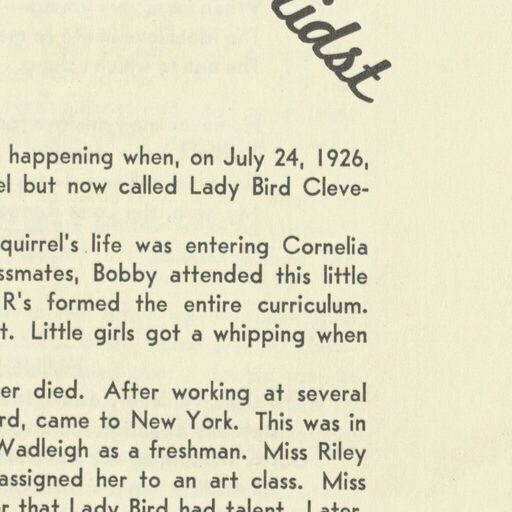 idst
happening when, on July 24, 1926,
el but now called Lady Bird Cleve-
quirrel's life was entering Cornelia
ssmates, Bobby attended this little
R's formed the entire curriculum.
t. Little girls got a whipping when
er died. After working at several
rd, came to New York. This was in
Wadleigh as a freshman. Miss Riley
assigned her to an art class. Miss
er that Lady Bird had talent. Later,